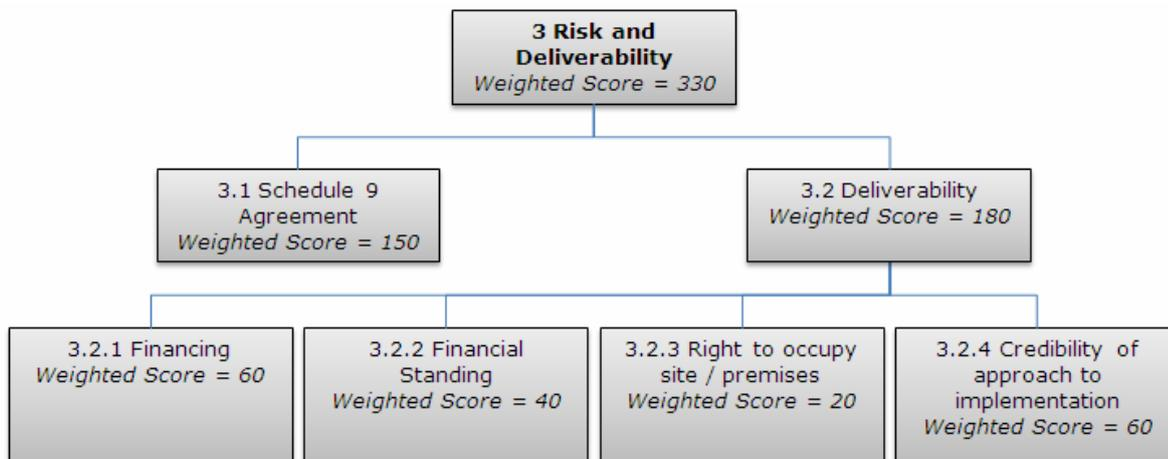 3 Risk and
Deliverability
Weighted Score = 330
3.1 Schedule 9
Agreement
Weighted Score = 150
3.2 Deliverability
Weighted Score = 180
3.2.1 Financing
Weighted Score = 60
3.2.2 Financial
Standing
Weighted Score = 40
3.2.3 Right to occupy
site / premises
Weighted Score = 20
3.2.4 Credibility of
approach to
implementation
Weighted Score = 60